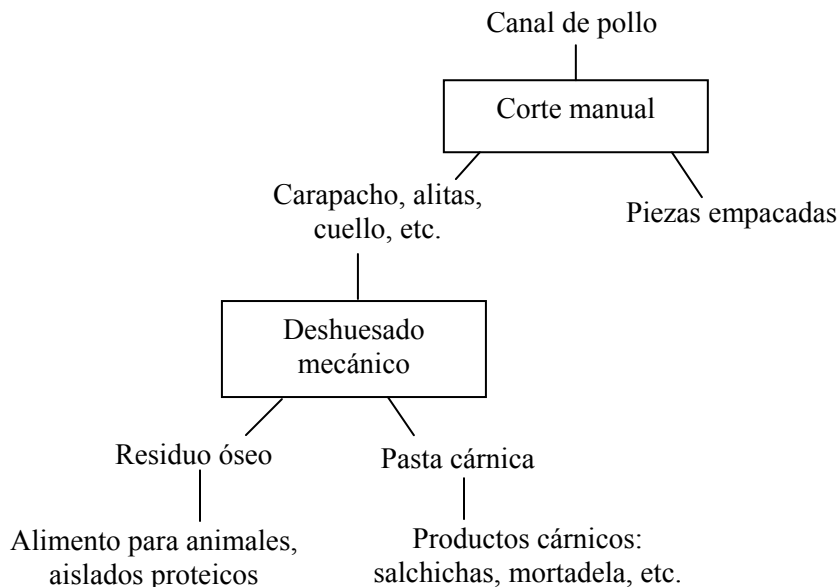 Canal de pollo
Corte manual
Carapacho, alitas,
cuello, etc.
Piezas empacadas
Deshuesado
mecánico
Residuo óseo
Pasta cárnica
Alimento para animales,
aislados proteicos
Productos cárnicos:
salchichas, mortadela, etc.